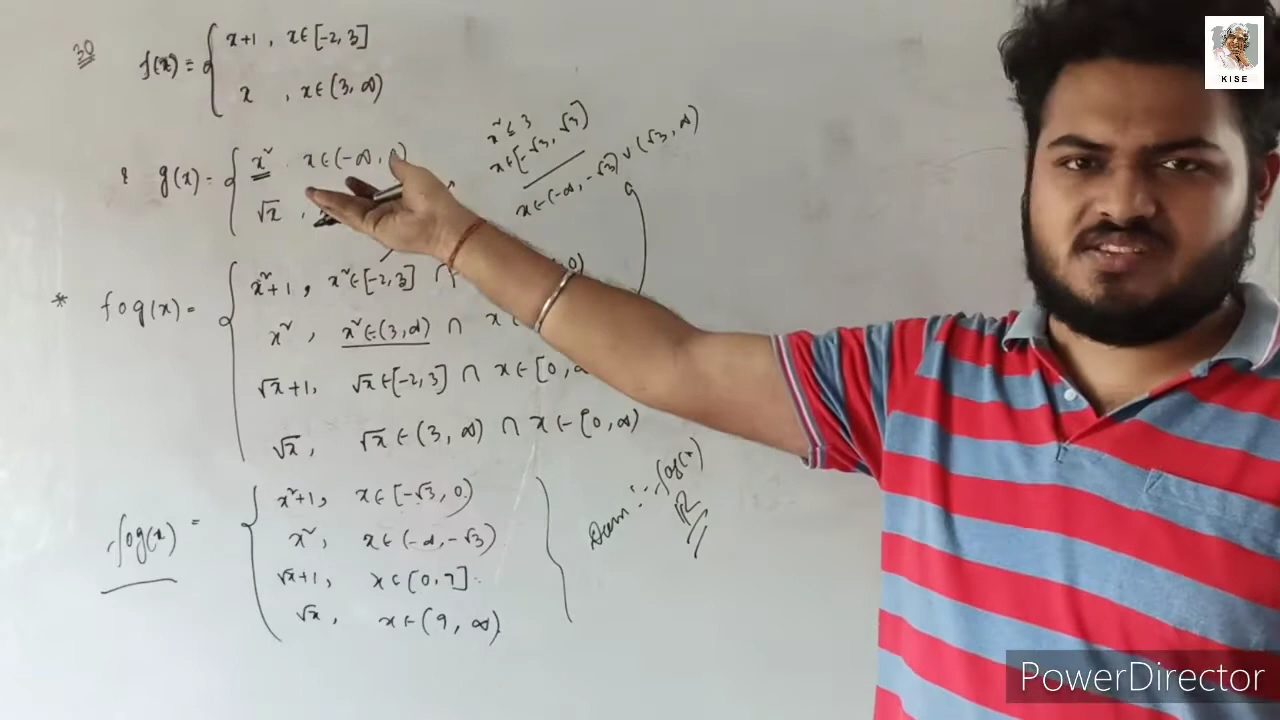 30 f(x) = { x+1 , x∈[-2, 3]
x , x∈(3, ∞)
& g(x) = { x² , x∈(-∞, 0)
√x ,
x² ≤ 3
x∈[-√3, √3]
x∈(-∞, -√3) ∪ (√3, ∞)
* fog(x) = { x²+1 , x²∈[-2, 3] ∩ 0)
x² , x²∈(3, ∞) ∩ x∈
√x+1, √x∈[-2, 3] ∩ x∈[0, ∞
√x, √x∈(3, ∞) ∩ x∈[0, ∞)
fog(x) = { x²+1, x∈[-√3, 0)
x², x∈(-∞, -√3)
√x+1, x∈[0, 9]
√x, x∈(9, ∞)
Dom :- fog(x)
R
KISE
PowerDirector